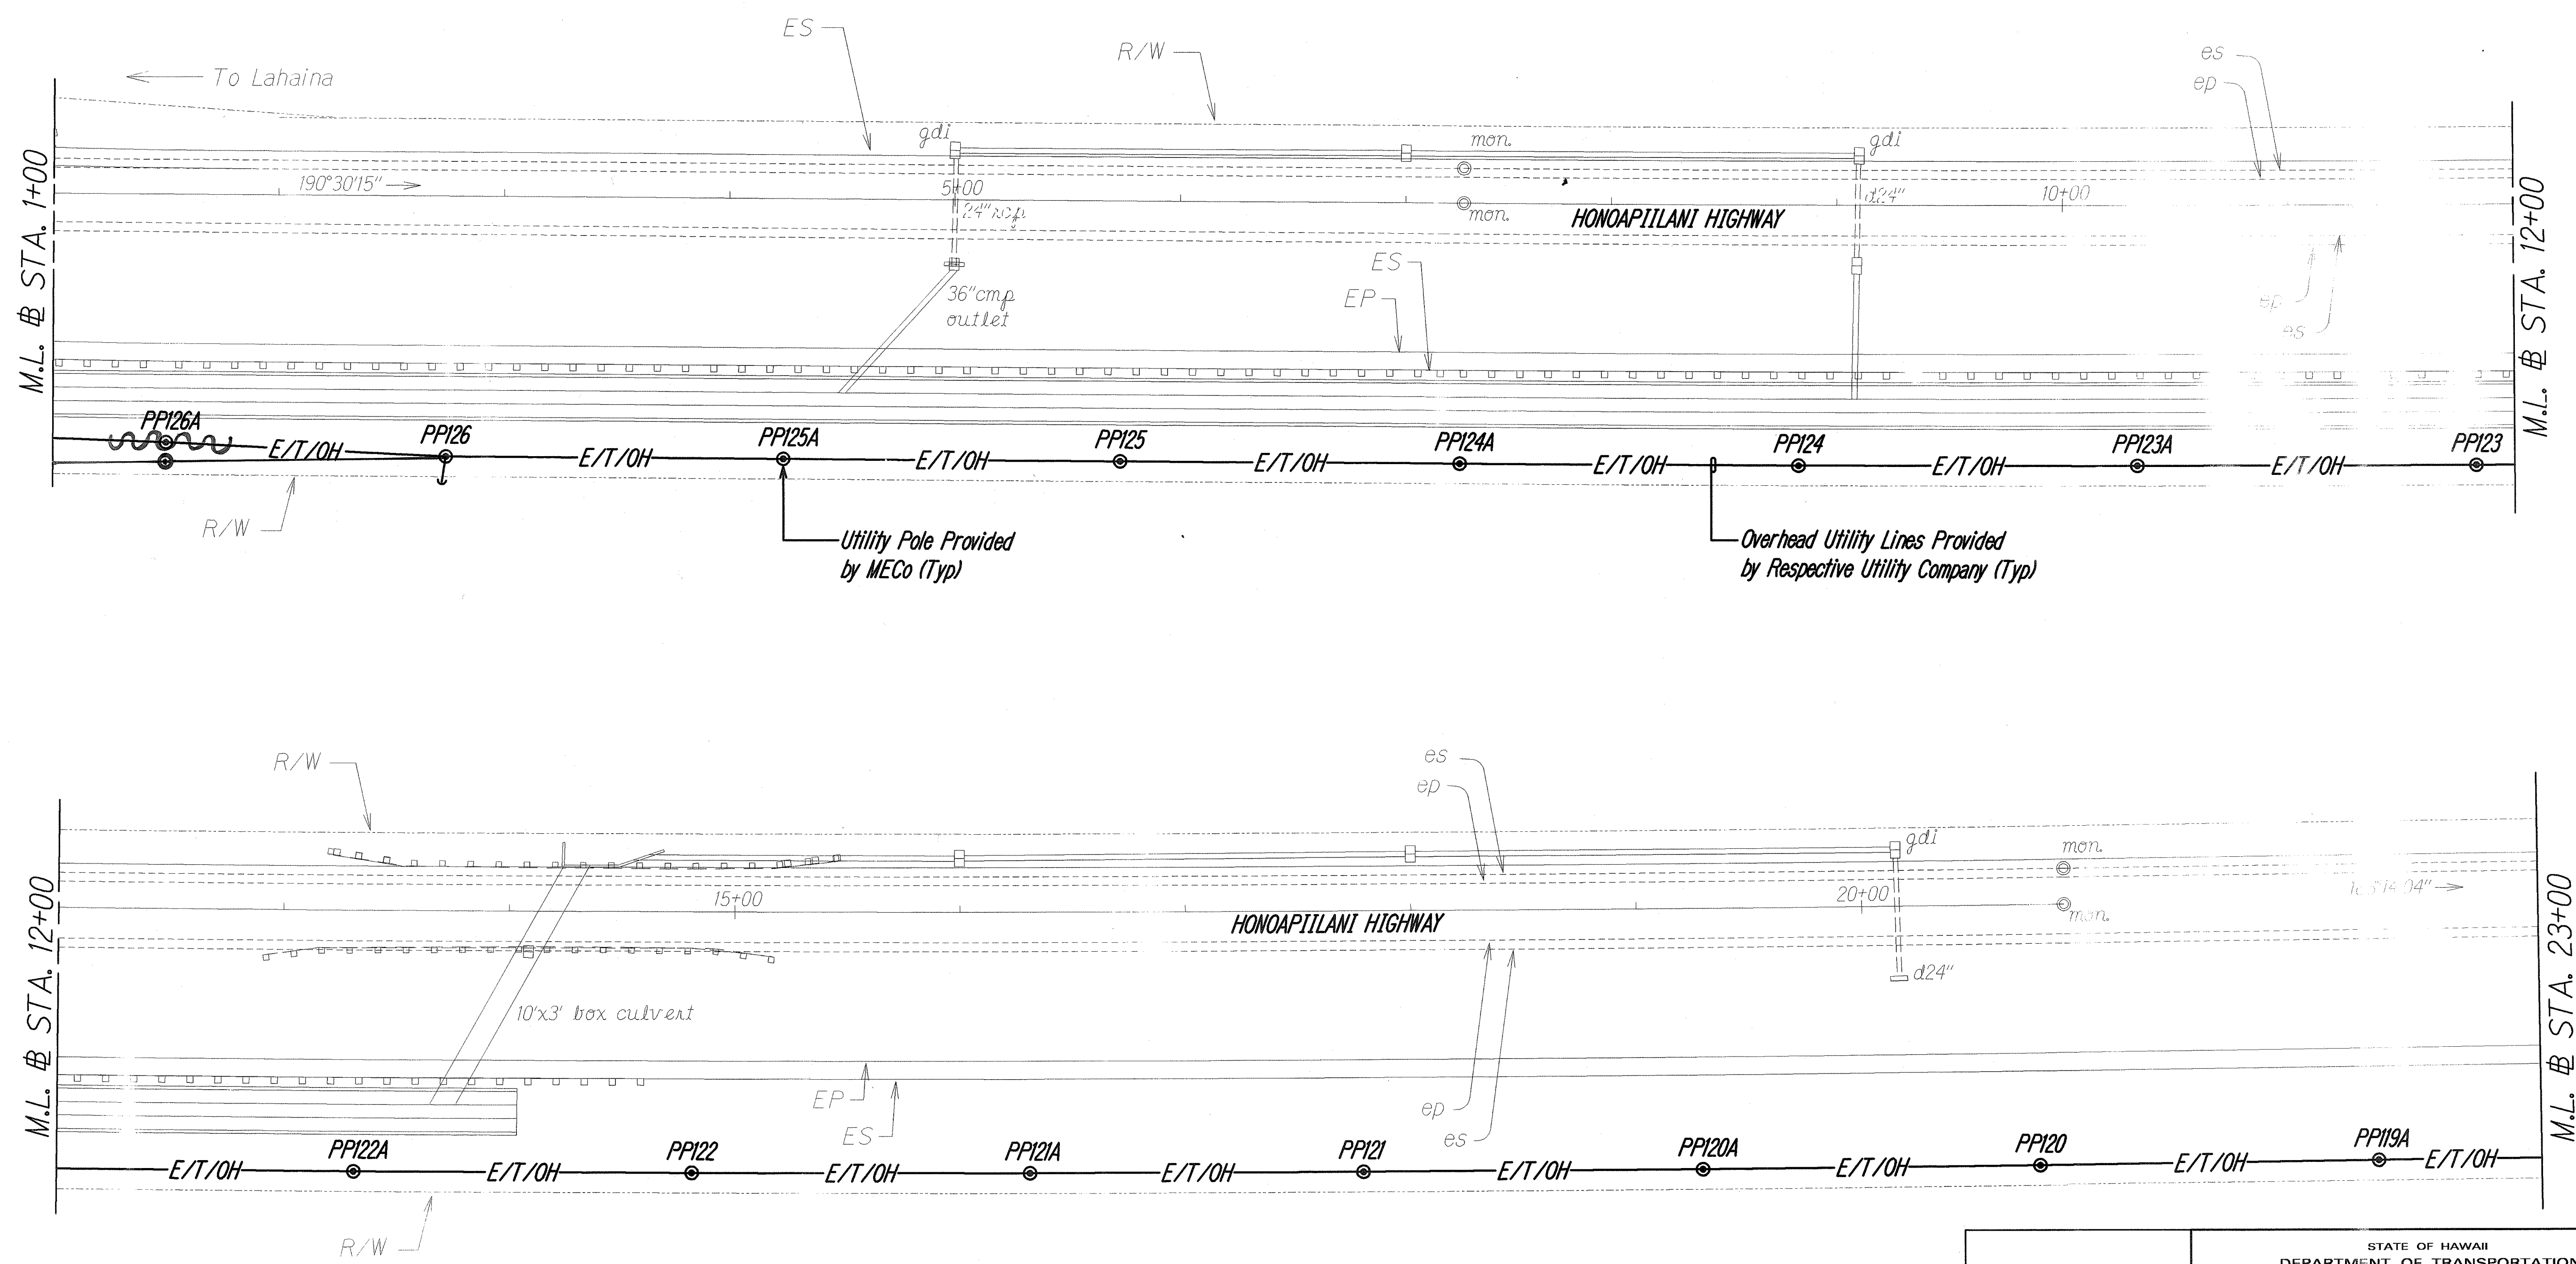 ES
R/W
es
ep
To Lahaina
gdi
mon.
gdi
M.L. ⅊ STA. 1+00
190°30'15"
5+00
24"rcp
mon.
HONOAPIILANI HIGHWAY
d24"
10+00
M.L. ⅊ STA. 12+00
ES
EP
36"cmp
outlet
ep
es
PP126A
PP126
PP125A
PP125
PP124A
PP124
PP123A
PP123
E/T/OH
E/T/OH
E/T/OH
E/T/OH
E/T/OH
E/T/OH
E/T/OH
R/W
Utility Pole Provided
by MECo (Typ)
Overhead Utility Lines Provided
by Respective Utility Company (Typ)
R/W
es
ep
gdi
mon.
M.L. ⅊ STA. 12+00
15+00
HONOAPIILANI HIGHWAY
20+00
mon.
d24"
M.L. ⅊ STA. 23+00
10'x3' box culvert
EP
ES
ep
es
PP122A
PP122
PP121A
PP121
PP120A
PP120
PP119A
E/T/OH
E/T/OH
E/T/OH
E/T/OH
E/T/OH
E/T/OH
E/T/OH
E/T/OH
R/W
STATE OF HAWAII
DEPARTMENT OF TRANSPORTATION